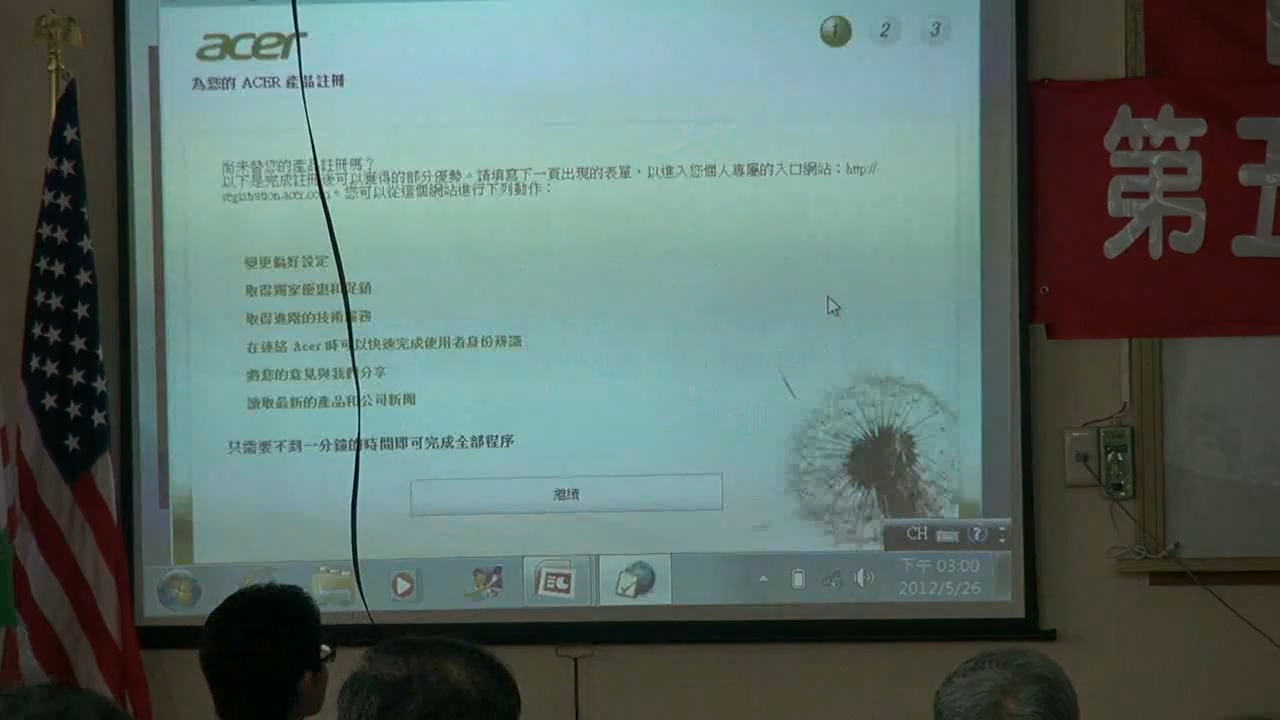 acer
1 2 3
為您的 ACER 產品註冊
尚未替您的產品註冊嗎？
以下是完成註冊後可以獲得的部分優勢。請填寫下一頁出現的表單，以進入您個人專屬的入口網站：http://
registration.acer.com。您可以從這個網站進行下列動作：
變更偏好設定
取得獨家優惠和促銷
取得進階的技術服務
在連絡 Acer 時可以快速完成使用者身份辨識
將您的意見與我們分享
讀取最新的產品和公司新聞
只需要不到一分鐘的時間即可完成全部程序
繼續
CH
下午 03:00
2012/5/26
第五